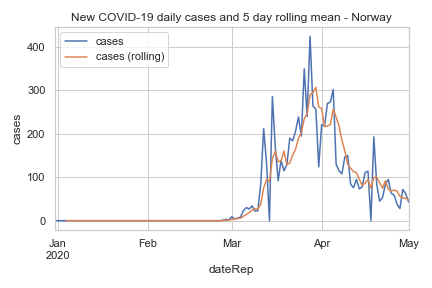 New COVID-19 daily cases and 5 day rolling mean - Norway
cases
cases (rolling)
400
300
200
100
0
cases
Jan Feb Mar Apr May
2020
dateRep